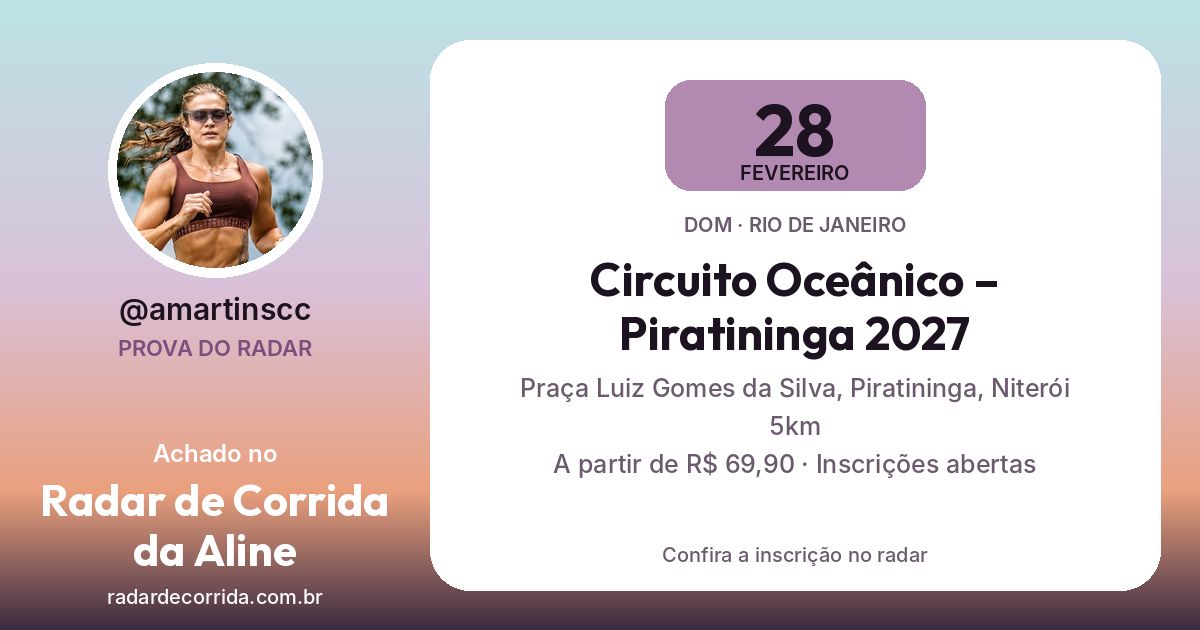 @amartinscc
PROVA DO RADAR
Achado no
Radar de Corrida
da Aline
radardecorrida.com.br
28
FEVEREIRO
DOM · RIO DE JANEIRO
Circuito Oceânico –
Piratininga 2027
Praça Luiz Gomes da Silva, Piratininga, Niterói
5km
A partir de R$ 69,90 · Inscrições abertas
Confira a inscrição no radar